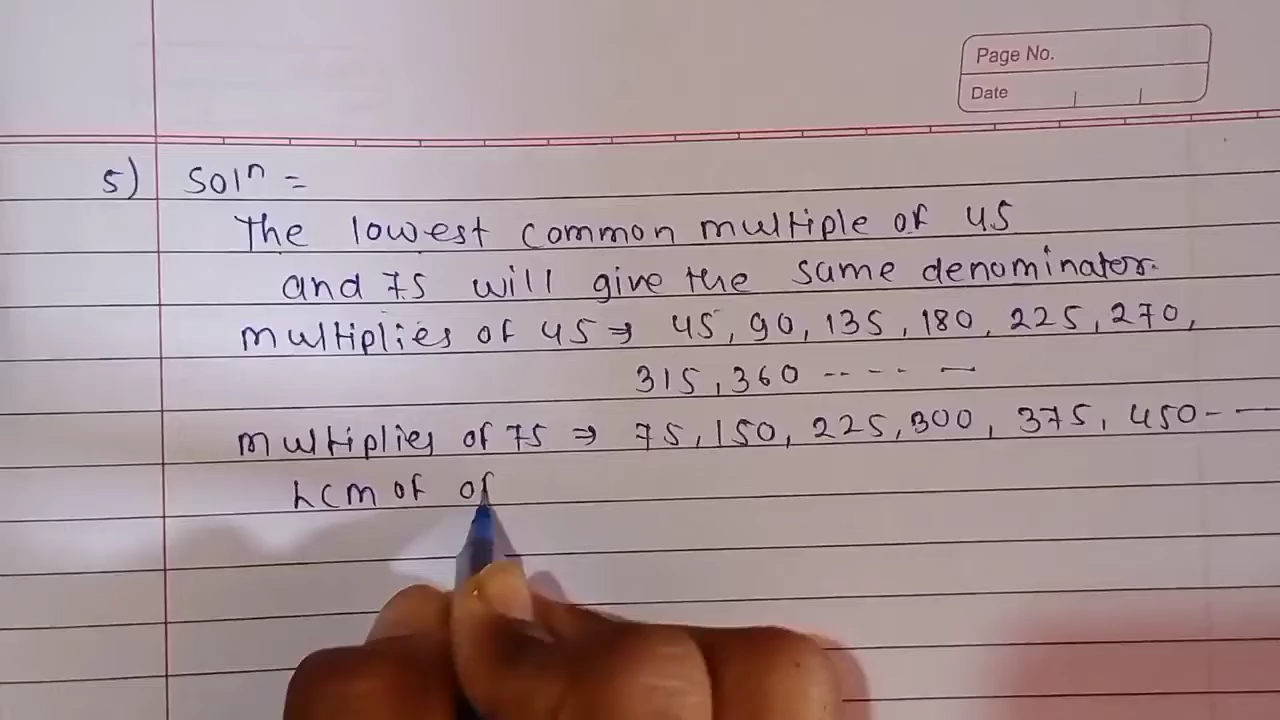 Page No.
Date
5) Solⁿ =
The lowest common multiple of 45
and 75 will give the same denominator.
multiplies of 45 ⇒ 45, 90, 135, 180, 225, 270,
315, 360 ----- —
multiplies of 75 ⇒ 75, 150, 225, 300, 375, 450- —
LCM of of